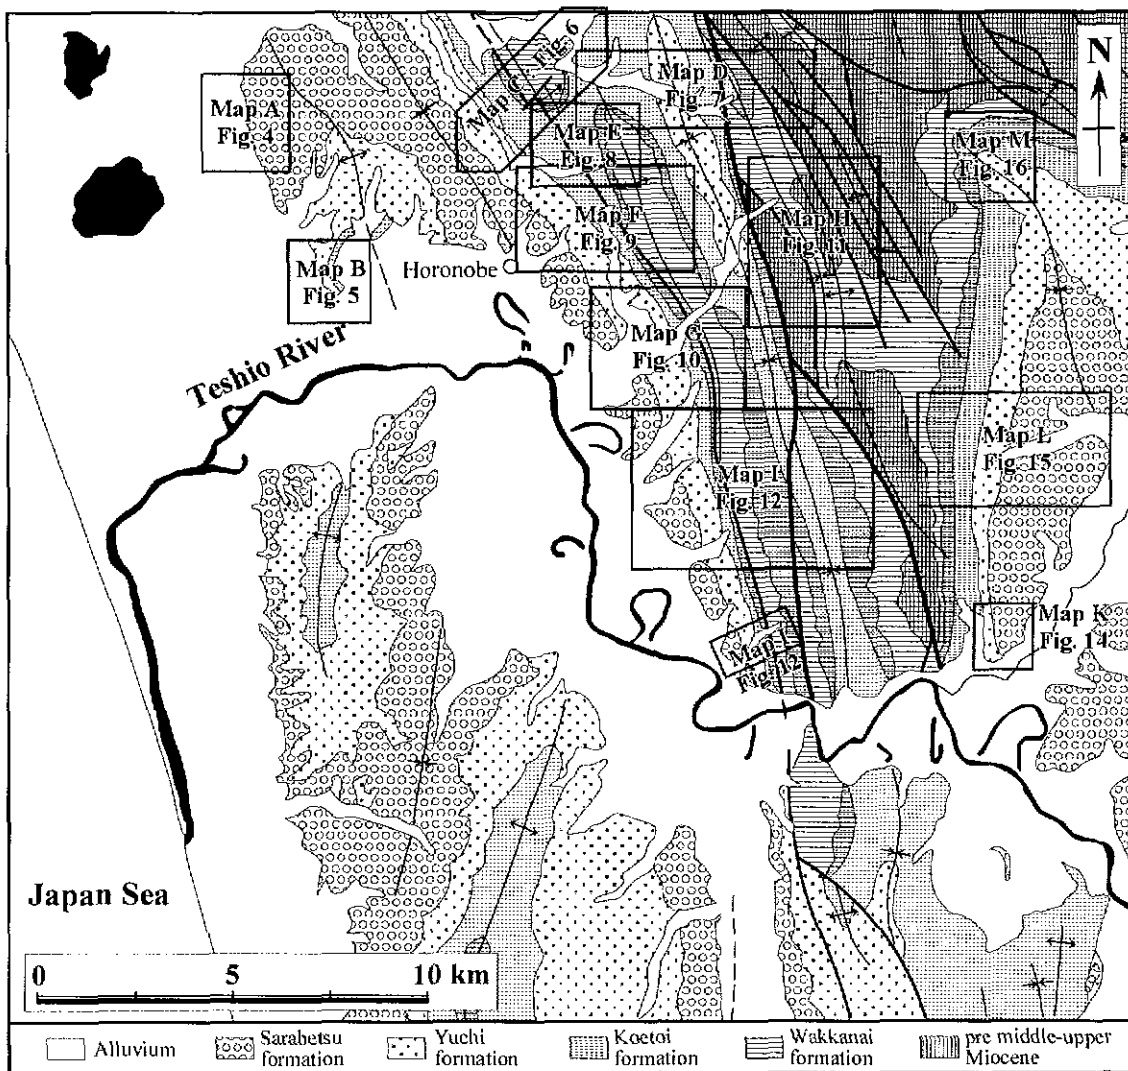 Map A
Fig. 4
Map B
Fig. 5
Map C, Fig. 6
Map D
Fig. 7
Map E
Fig. 8
Map F
Fig. 9
Map G
Fig. 10
Map H
Fig. 11
Map I
Fig. 12
Map I
Fig. 12
Map K
Fig. 14
Map L
Fig. 15
Map M
Fig. 16
N
Horonobe
Teshio River
Japan Sea
0 5 10 km
Alluvium
Sarabetsu
formation
Yuchi
formation
Koetoi
formation
Wakkanai
formation
pre middle-upper
Miocene